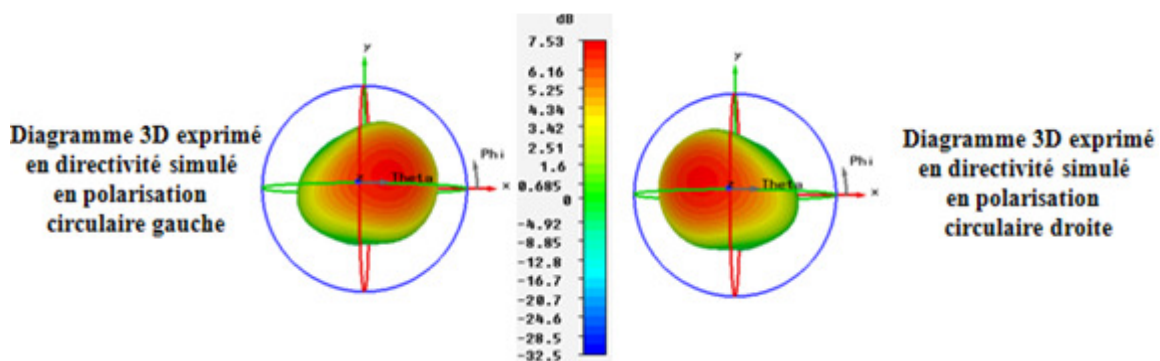 Diagramme 3D exprimé
en directivité simulé
en polarisation
circulaire gauche
y
Phi
z
Theta
x
dB
7.53
6.16
5.25
4.34
3.42
2.51
1.6
0.685
0
-4.92
-8.85
-12.8
-16.7
-20.7
-24.6
-28.5
-32.5
y
Phi
z
Theta
x
Diagramme 3D exprimé
en directivité simulé
en polarisation
circulaire droite